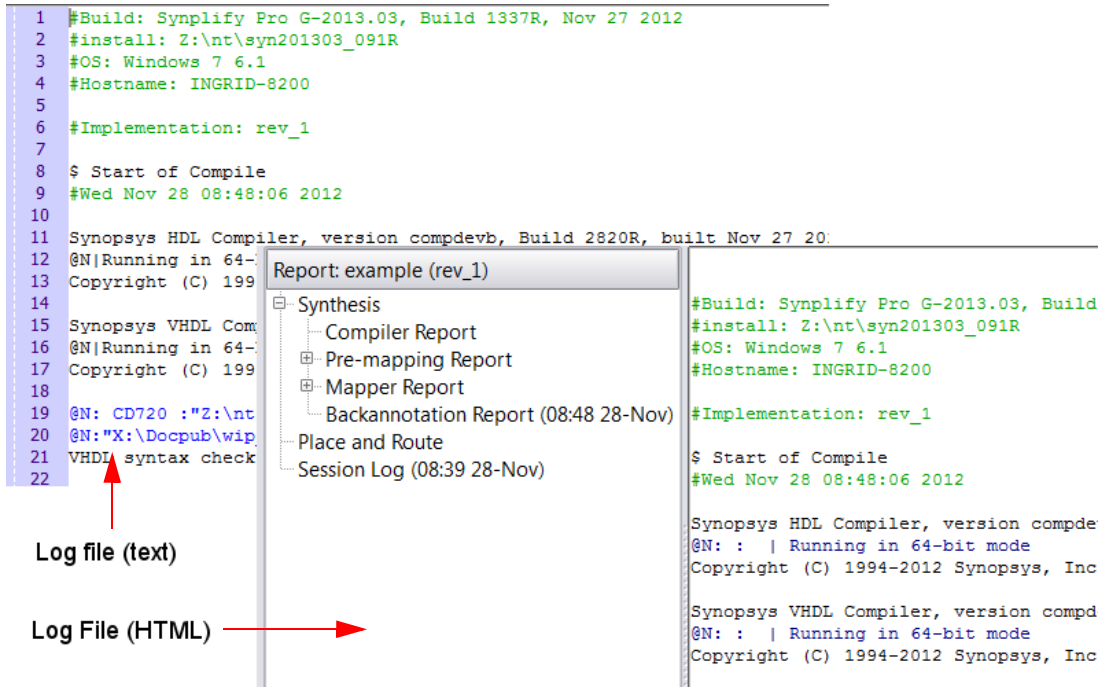 1 #Build: Synplify Pro G-2013.03, Build 1337R, Nov 27 2012
2 #install: Z:\nt\syn201303_091R
3 #OS: Windows 7 6.1
4 #Hostname: INGRID-8200
5
6 #Implementation: rev_1
7
8 $ Start of Compile
9 #Wed Nov 28 08:48:06 2012
10
11 Synopsys HDL Compiler, version compdevb, Build 2820R, built Nov 27 20
12 @N|Running in 64-
13 Copyright (C) 199
14
15 Synopsys VHDL Com
16 @N|Running in 64-
17 Copyright (C) 199
18
19 @N: CD720 :"Z:\nt
20 @N:"X:\Docpub\wip_
21 VHDL syntax check
22
Log file (text)
Log File (HTML)
Report: example (rev_1)
Synthesis
Compiler Report
Pre-mapping Report
Mapper Report
Backannotation Report (08:48 28-Nov)
Place and Route
Session Log (08:39 28-Nov)
#Build: Synplify Pro G-2013.03, Build
#install: Z:\nt\syn201303_091R
#OS: Windows 7 6.1
#Hostname: INGRID-8200
#Implementation: rev_1
$ Start of Compile
#Wed Nov 28 08:48:06 2012
Synopsys HDL Compiler, version compde
@N: : | Running in 64-bit mode
Copyright (C) 1994-2012 Synopsys, Inc
Synopsys VHDL Compiler, version compd
@N: : | Running in 64-bit mode
Copyright (C) 1994-2012 Synopsys, Inc